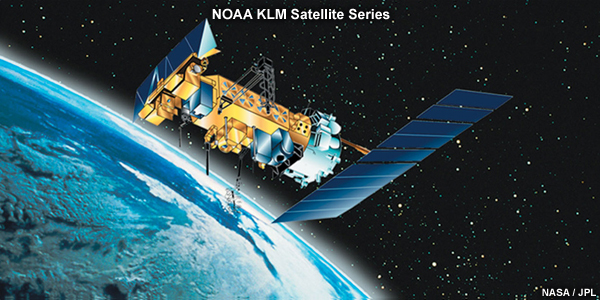 NOAA KLM Satellite Series
NASA / JPL